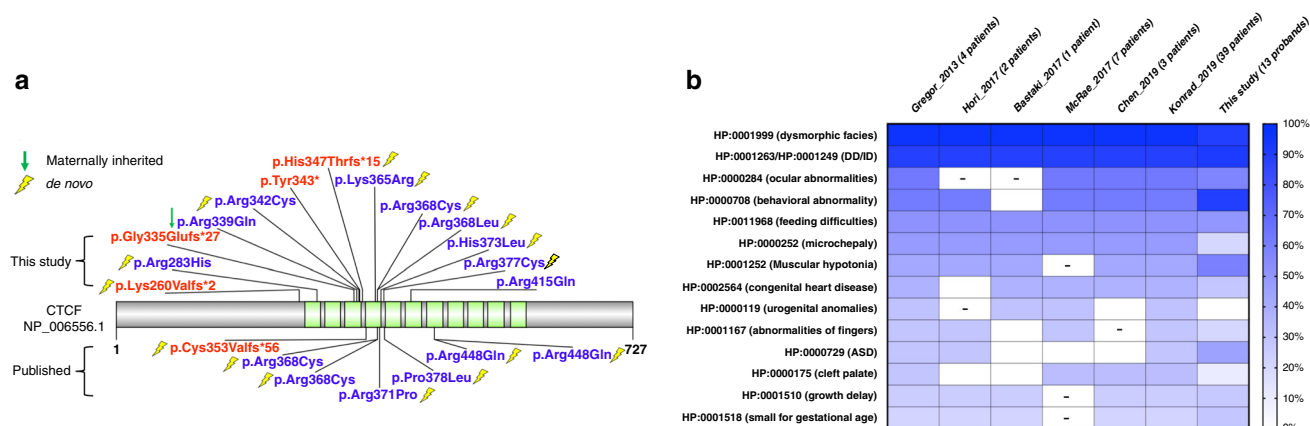 a
Maternally inherited
de novo
p.His347Thrfs*15
p.Tyr343*
p.Lys365Arg
p.Arg342Cys
p.Arg368Cys
p.Arg339Gln
p.Arg368Leu
p.Gly335Glufs*27
p.His373Leu
This study
p.Arg283His
p.Arg377Cys
p.Lys260Valfs*2
p.Arg415Gln
CTCF
NP_006556.1
1
727
Published
p.Cys353Valfs*56
p.Arg368Cys
p.Arg368Cys
p.Arg371Pro
p.Pro378Leu
p.Arg448Gln
p.Arg448Gln
b
Gregor_2013 (4 patients)
Hori_2017 (2 patients)
Bastaki_2017 (1 patient)
McRae_2017 (7 patients)
Chen_2019 (3 patients)
Konrad_2019 (39 patients)
This study (13 probands)
HP:0001999 (dysmorphic facies)
HP:0001263/HP:0001249 (DD/ID)
HP:0000284 (ocular abnormalities) - -
HP:0000708 (behavioral abnormality)
HP:0011968 (feeding difficulties)
HP:0000252 (microchepaly)
HP:0001252 (Muscular hypotonia) -
HP:0002564 (congenital heart disease)
HP:0000119 (urogenital anomalies) -
HP:0001167 (abnormalities of fingers) -
HP:0000729 (ASD)
HP:0000175 (cleft palate)
HP:0001510 (growth delay) -
HP:0001518 (small for gestational age) -
100%
90%
80%
70%
60%
50%
40%
30%
20%
10%
0%